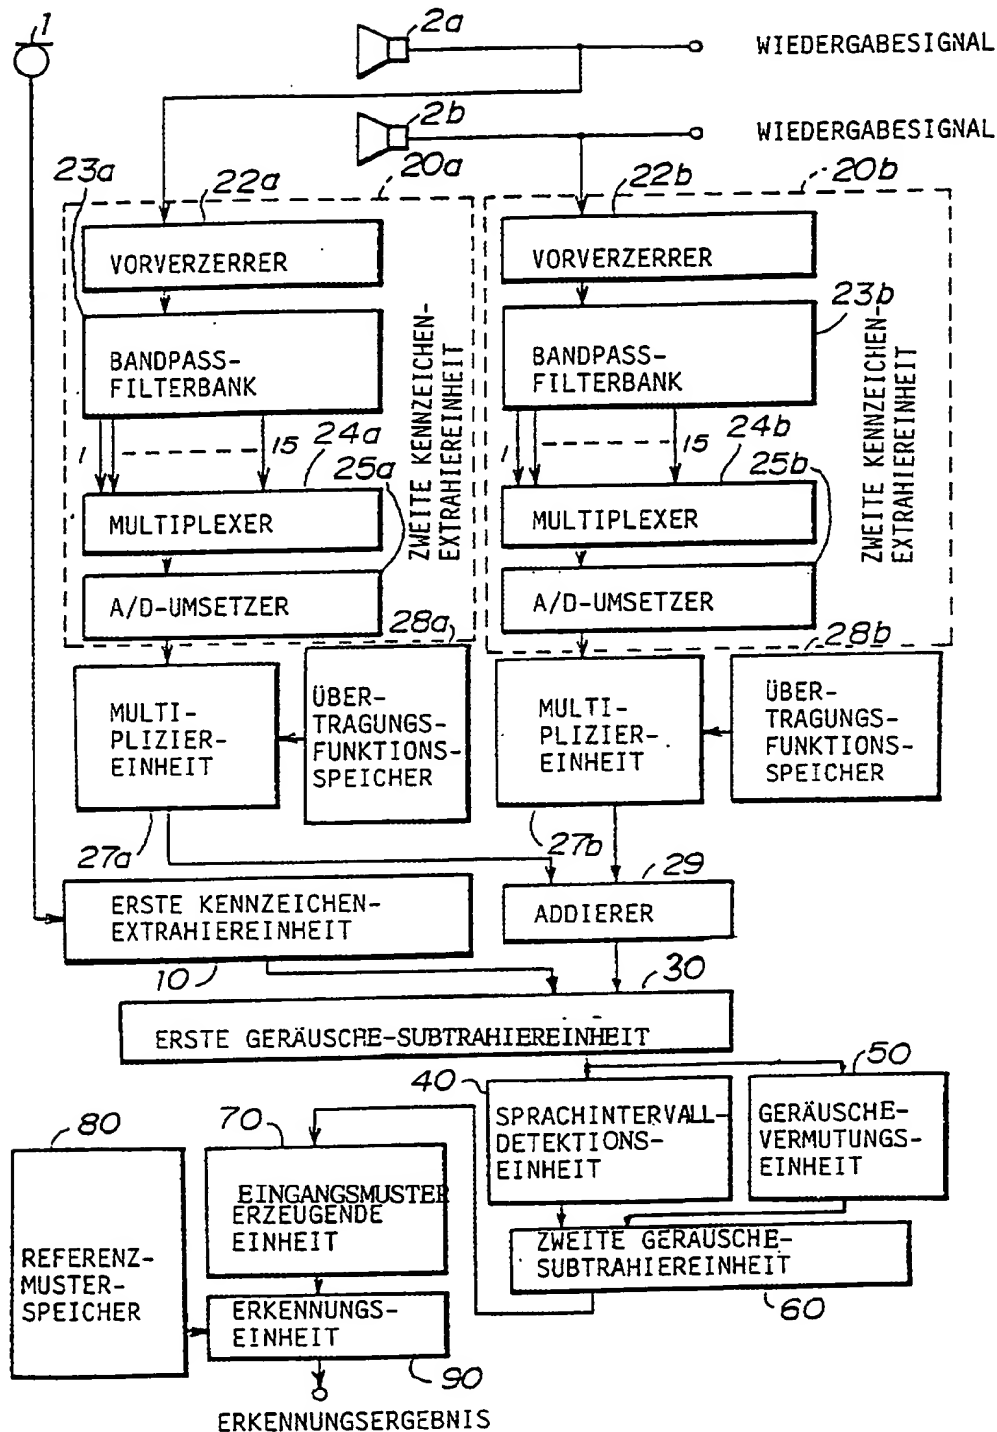 1
2a
WIEDERGABESIGNAL
2b
WIEDERGABESIGNAL
23a
22a
20a
22b
20b
VORVERZERRER
VORVERZERRER
23b
BANDPASS-
FILTERBANK
BANDPASS-
FILTERBANK
ZWEITE KENNZEICHEN-
EXTRAHIEREINHEIT
ZWEITE KENNZEICHEN-
EXTRAHIEREINHEIT
1
15
24a
25a
1
15
24b
25b
MULTIPLEXER
MULTIPLEXER
A/D-UMSETZER
A/D-UMSETZER
28a
28b
MULTI-
PLIZIER-
EINHEIT
ÜBER-
TRAGUNGS-
FUNKTIONS-
SPEICHER
MULTI-
PLIZIER-
EINHEIT
ÜBER-
TRAGUNGS-
FUNKTIONS-
SPEICHER
27a
27b
29
ERSTE KENNZEICHEN-
EXTRAHIEREINHEIT
ADDIERER
10
30
ERSTE GERÄUSCHE-SUBTRAHIEREINHEIT
40
50
SPRACHINTERVALL-
DETEKTIONS-
EINHEIT
GERÄUSCHE-
VERMUTUNGS-
EINHEIT
80
70
EINGANGSMUSTER
ERZEUGENDE
EINHEIT
ZWEITE GERÄUSCHE-
SUBTRAHIEREINHEIT
60
REFERENZ-
MUSTER-
SPEICHER
ERKENNUNGS-
EINHEIT
90
ERKENNUNGSERGEBNIS